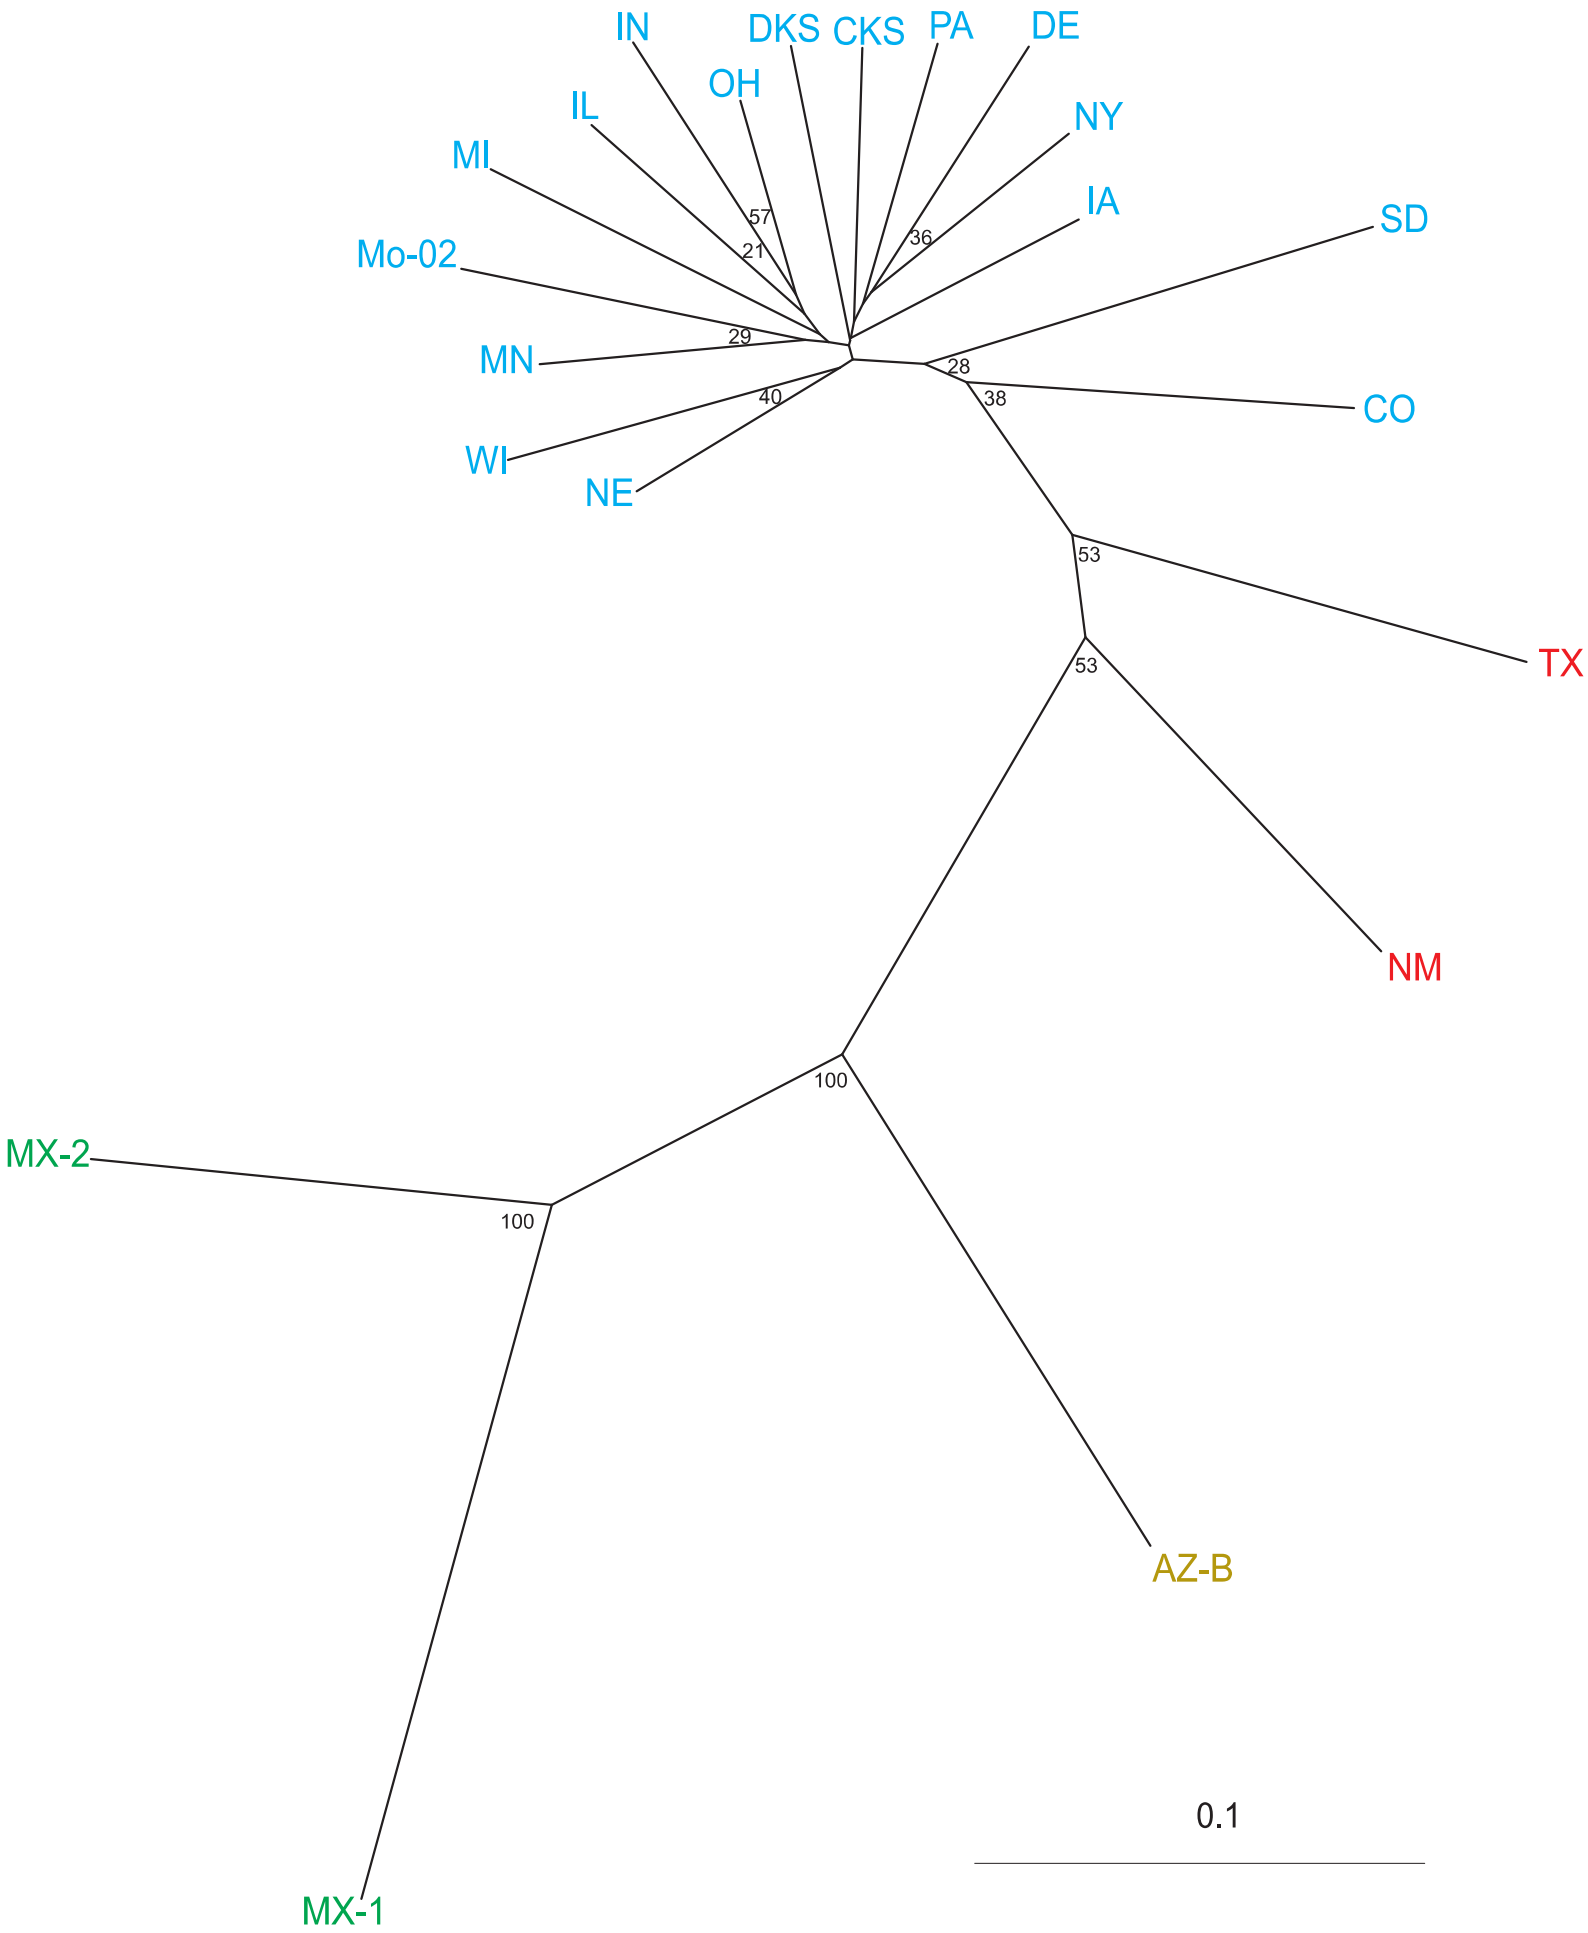 IN
DKS
CKS
PA
DE
OH
IL
NY
MI
IA
57
SD
36
Mo-02
21
29
MN
28
40
38
CO
WI
NE
53
TX
53
NM
100
MX-2
100
AZ-B
0.1
MX-1